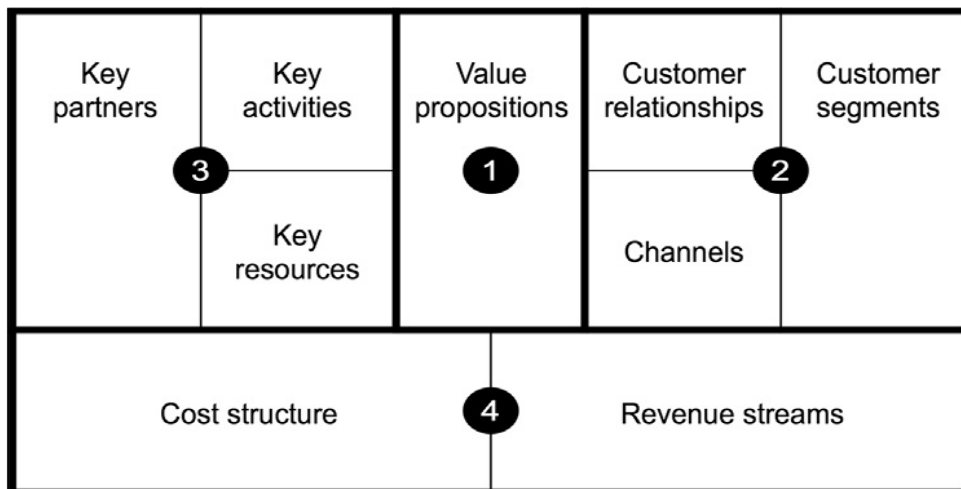 Key
partners
Key
activities
Value
propositions
Customer
relationships
Customer
segments
3
1
2
Key
resources
Channels
Cost structure
4
Revenue streams